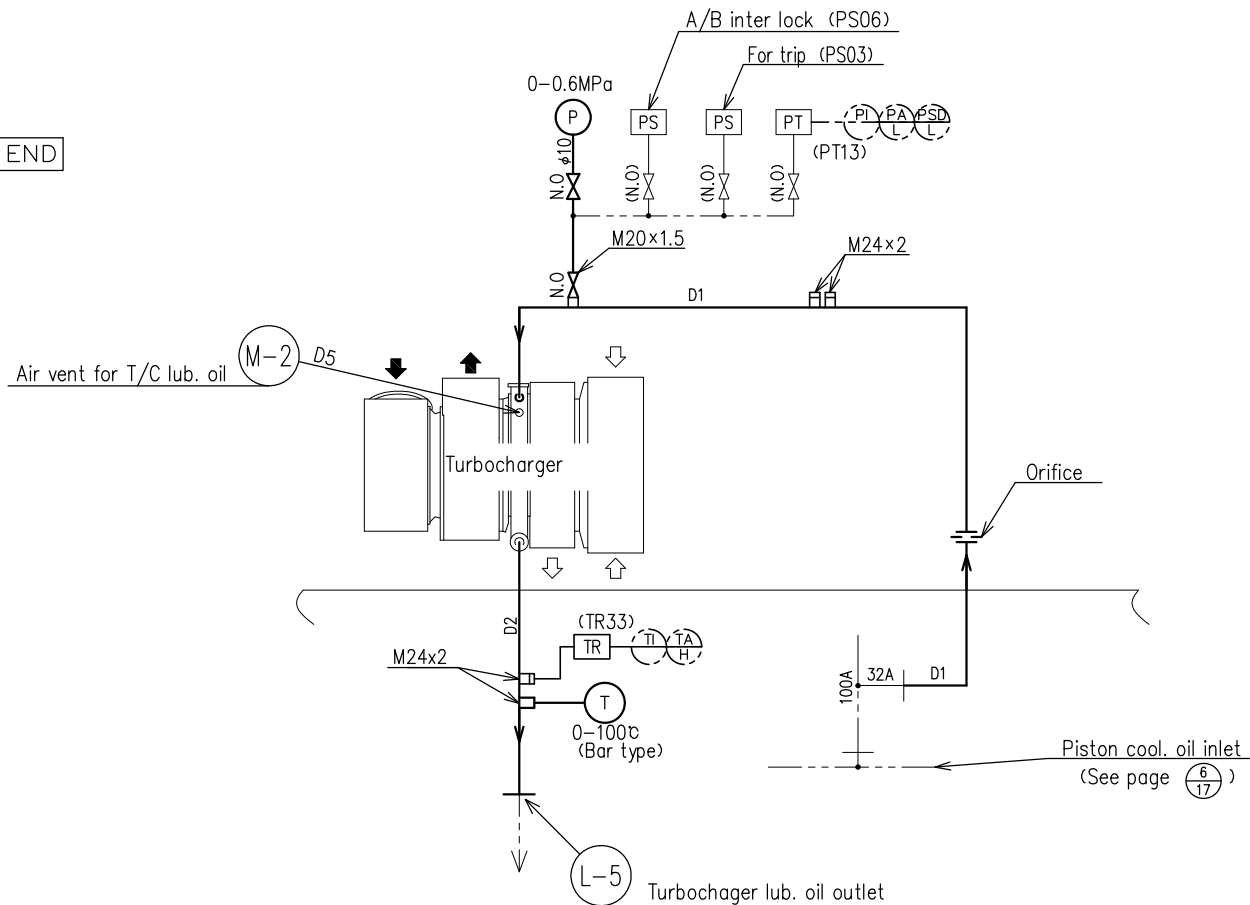 A/B inter lock (PS06)
For trip (PS03)
0-0.6MPa
P
PS
PS
PT
PI
PA
L
PSD
L
(PT13)
END
φ10
N.O
(N.O)
(N.O)
(N.O)
M20×1.5
M24×2
N.O
D1
M-2
D5
Air vent for T/C lub. oil
Turbocharger
Orifice
D2
(TR33)
TR
TI
TA
H
M24x2
T
0-100℃
(Bar type)
100A
32A
D1
Piston cool. oil inlet
(See page 6/17)
L-5
Turbochager lub. oil outlet